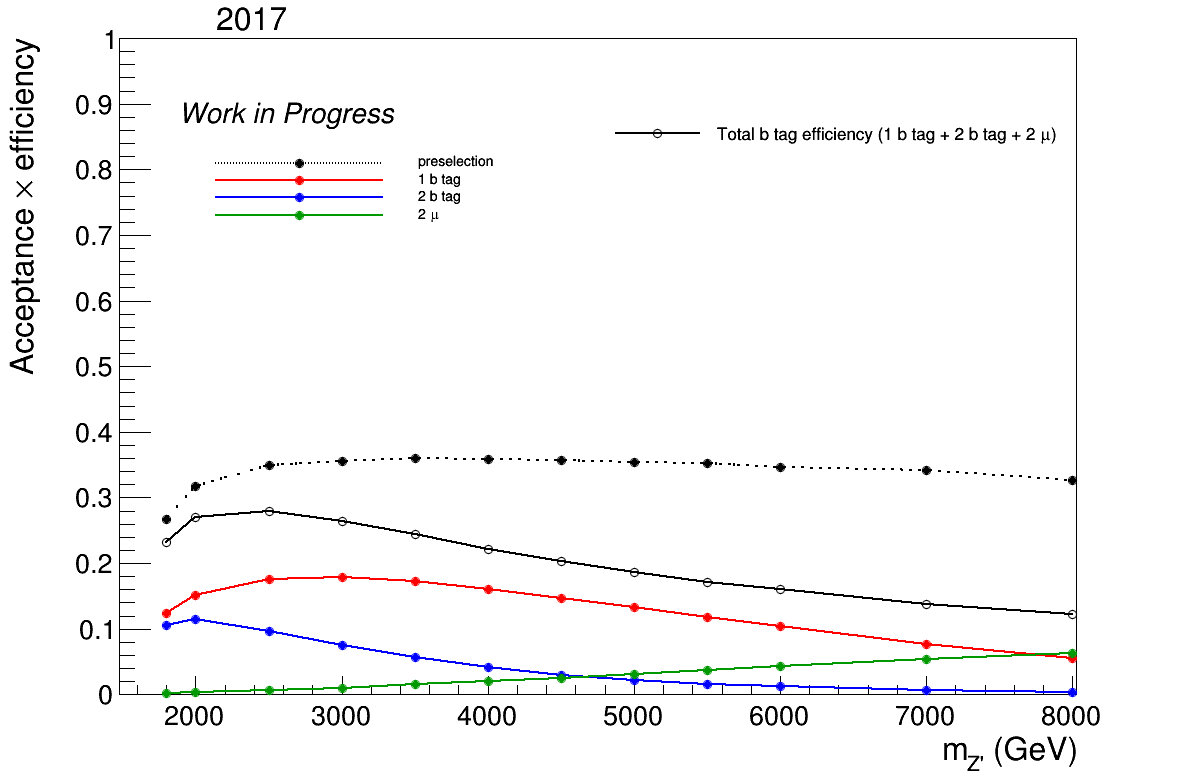 2017
Acceptance × efficiency
1
0.9
0.8
0.7
0.6
0.5
0.4
0.3
0.2
0.1
0
Work in Progress
preselection
1 b tag
2 b tag
2 μ
Total b tag efficiency (1 b tag + 2 b tag + 2 μ)
2000 3000 4000 5000 6000 7000 8000
m_Z' (GeV)